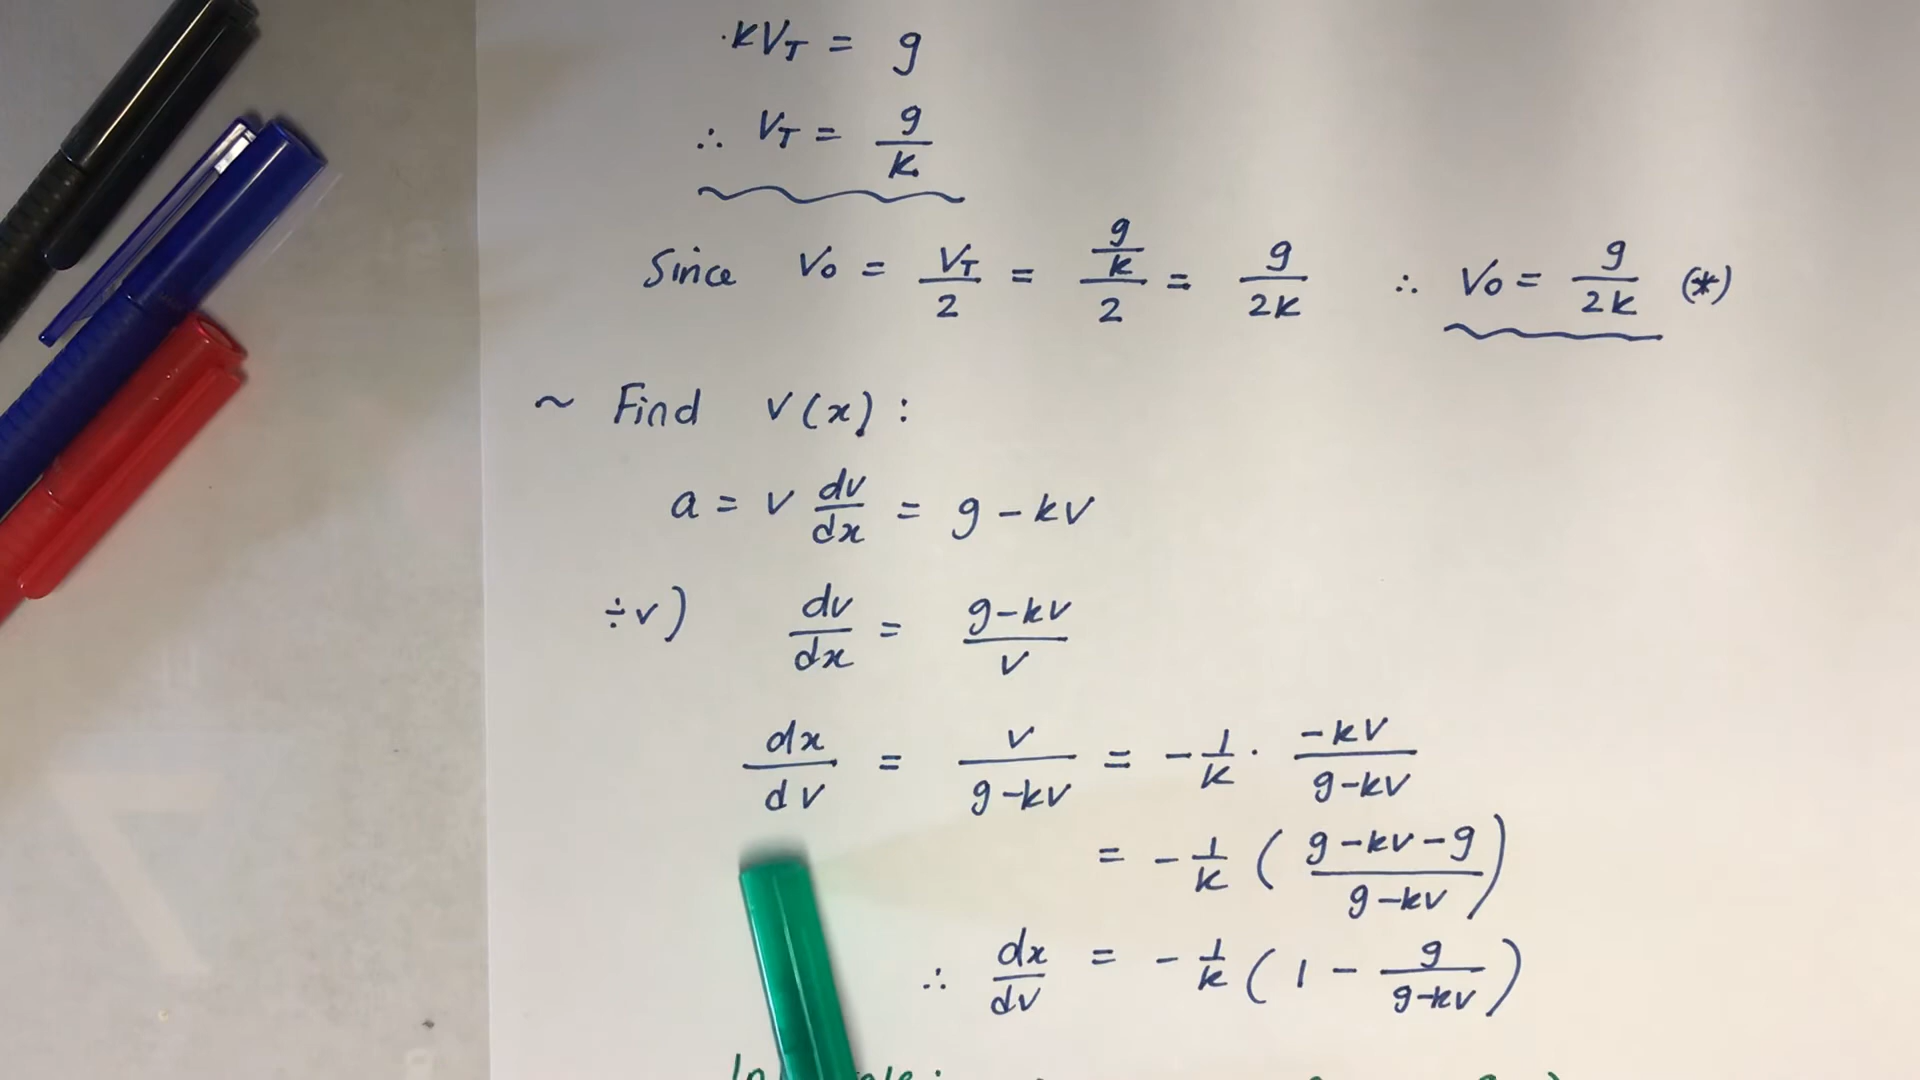 ·kV_T = g
∴ V_T = g/k
Since V₀ = V_T/2 = (g/k)/2 = g/2k ∴ V₀ = g/2k (*)
~ Find v(x):
a = v dv/dx = g-kv
÷v) dv/dx = (g-kv)/v
dx/dv = v/(g-kv) = -1/k · (-kv)/(g-kv)
= -1/k ((g-kv-g)/(g-kv))
∴ dx/dv = -1/k (1 - g/(g-kv))